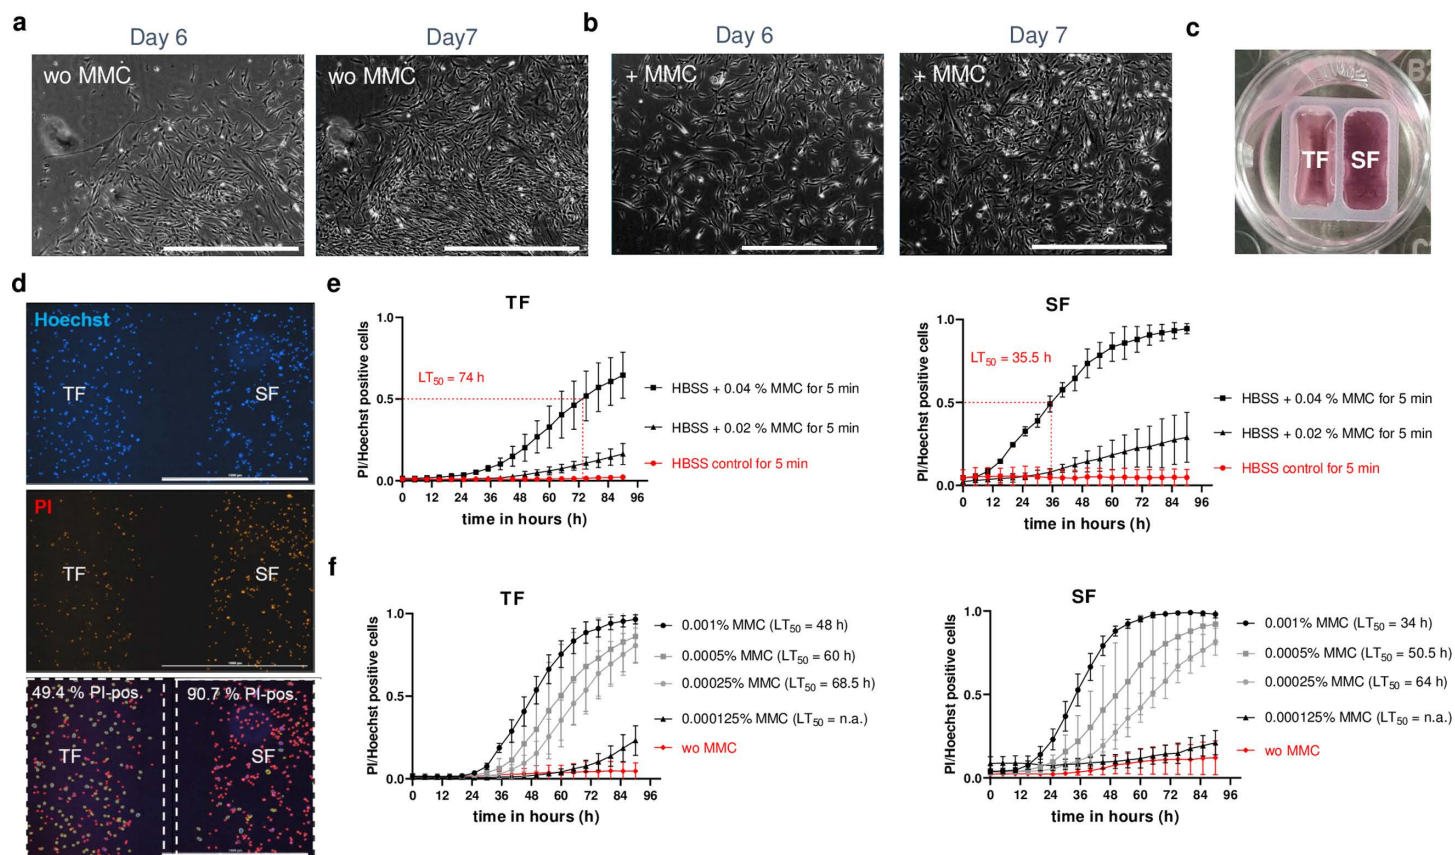 a
Day 6
Day7
wo MMC
wo MMC
b
Day 6
Day 7
+ MMC
+ MMC
c
TF
SF
d
Hoechst
TF
SF
PI
TF
SF
49.4 % PI-pos.
90.7 % PI-pos.
TF
SF
e
TF
PI/Hoechst positive cells
1.0
0.5
0.0
LT50 = 74 h
0 12 24 36 48 60 72 84 96
time in hours (h)
HBSS + 0.04 % MMC for 5 min
HBSS + 0.02 % MMC for 5 min
HBSS control for 5 min
SF
PI/Hoechst positive cells
1.0
0.5
0.0
LT50 = 35.5 h
0 12 24 36 48 60 72 84 96
time in hours (h)
HBSS + 0.04 % MMC for 5 min
HBSS + 0.02 % MMC for 5 min
HBSS control for 5 min
f
TF
PI/Hoechst positive cells
1.0
0.5
0.0
0 12 24 36 48 60 72 84 96
time in hours (h)
0.001% MMC (LT50 = 48 h)
0.0005% MMC (LT50 = 60 h)
0.00025% MMC (LT50 = 68.5 h)
0.000125% MMC (LT50 = n.a.)
wo MMC
SF
PI/Hoechst positive cells
1.0
0.5
0.0
0 12 24 36 48 60 72 84 96
time in hours (h)
0.001% MMC (LT50 = 34 h)
0.0005% MMC (LT50 = 50.5 h)
0.00025% MMC (LT50 = 64 h)
0.000125% MMC (LT50 = n.a.)
wo MMC